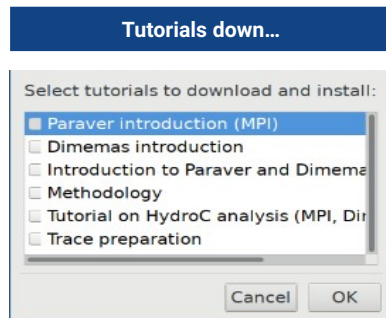 Tutorials down...
Select tutorials to download and install:
Paraver introduction (MPI)
Dimemas introduction
Introduction to Paraver and Dimema
Methodology
Tutorial on HydroC analysis (MPI, Dir
Trace preparation
Cancel OK